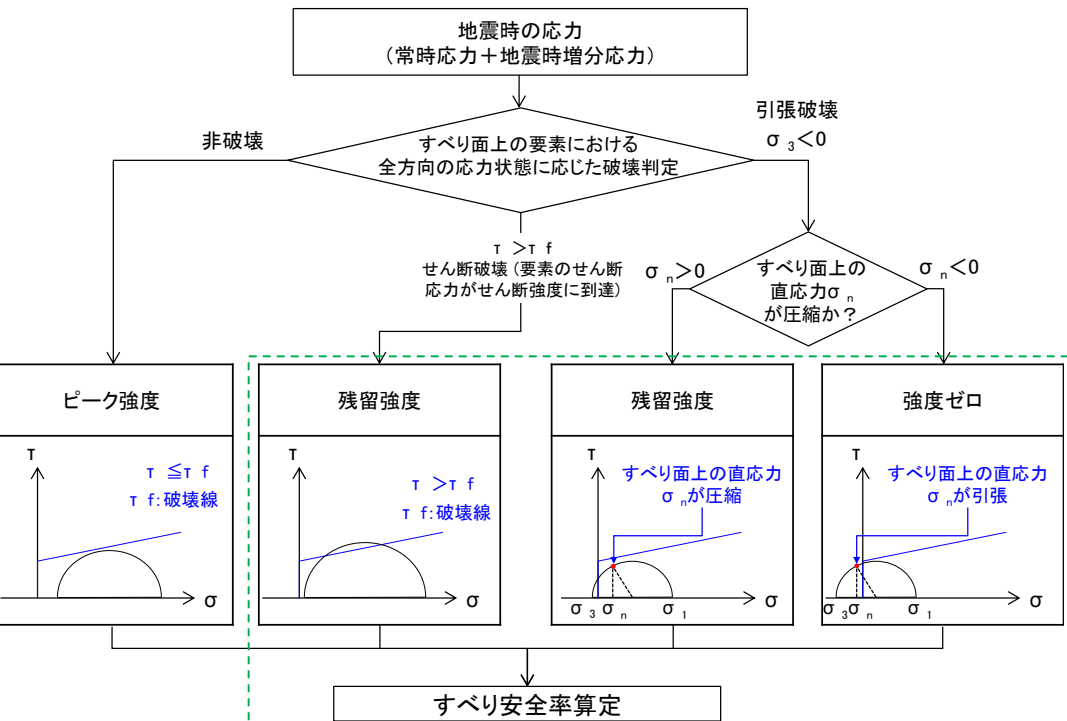 地震時の応力
（常時応力＋地震時増分応力）
引張破壊
σ ₃＜0
非破壊
すべり面上の要素における
全方向の応力状態に応じた破壊判定
τ ＞τ f
せん断破壊（要素のせん断
応力がせん断強度に到達）
σ ₙ＞0
すべり面上の
直応力σ ₙ
が圧縮か？
σ ₙ＜0
ピーク強度
残留強度
残留強度
強度ゼロ
τ
τ ≦τ f
τ f:破壊線
σ
τ
τ ＞τ f
τ f:破壊線
σ
τ
すべり面上の直応力
σ ₙが圧縮
σ ₃
σ ₙ
σ ₁
σ
τ
すべり面上の直応力
σ ₙが引張
σ ₃
σ ₙ
σ ₁
σ
すべり安全率算定